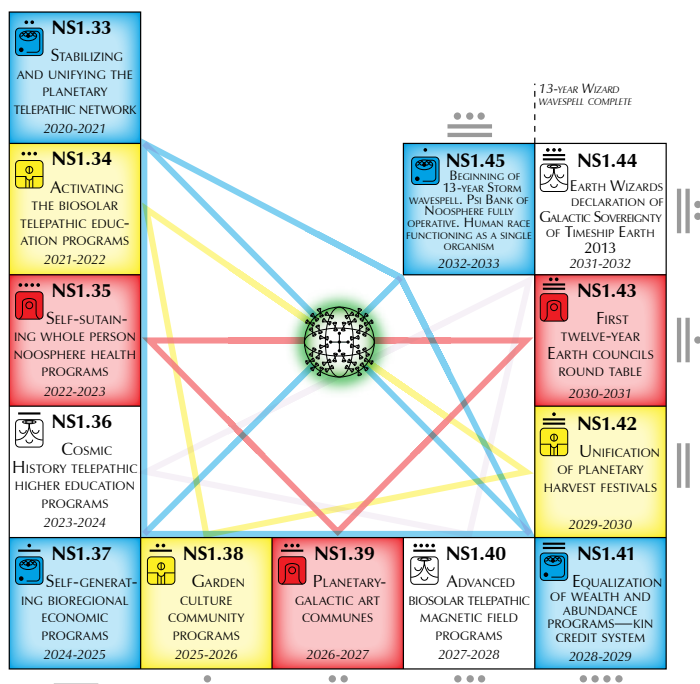 NS1.33
Stabilizing
and unifying the
planetary
telepathic network
2020-2021
NS1.34
Activating
the biosolar
telepathic educ-
ation programs
2021-2022
NS1.35
Self-sutain-
ing whole person
noosphere health
programs
2022-2023
NS1.36
Cosmic
History telepathic
higher education
programs
2023-2024
NS1.37
Self-generat-
ing bioregional
economic
programs
2024-2025
NS1.38
Garden
culture
community
programs
2025-2026
NS1.39
Planetary-
galactic art
communes
2026-2027
NS1.40
Advanced
biosolar telepathic
magnetic field
programs
2027-2028
NS1.41
Equalization
of wealth and
abundance
programs—kin
credit system
2028-2029
NS1.42
Unification
of planetary
harvest festivals
2029-2030
NS1.43
First
twelve-year
Earth councils
round table
2030-2031
NS1.44
Earth Wizards
declaration of
Galactic Sovereignty
of Timeship Earth
2013
2031-2032
13-year Wizard
wavespell complete
NS1.45
Beginning of
13-year Storm
wavespell. Psi Bank of
Noosphere fully
operative. Human race
functioning as a single
organism
2032-2033